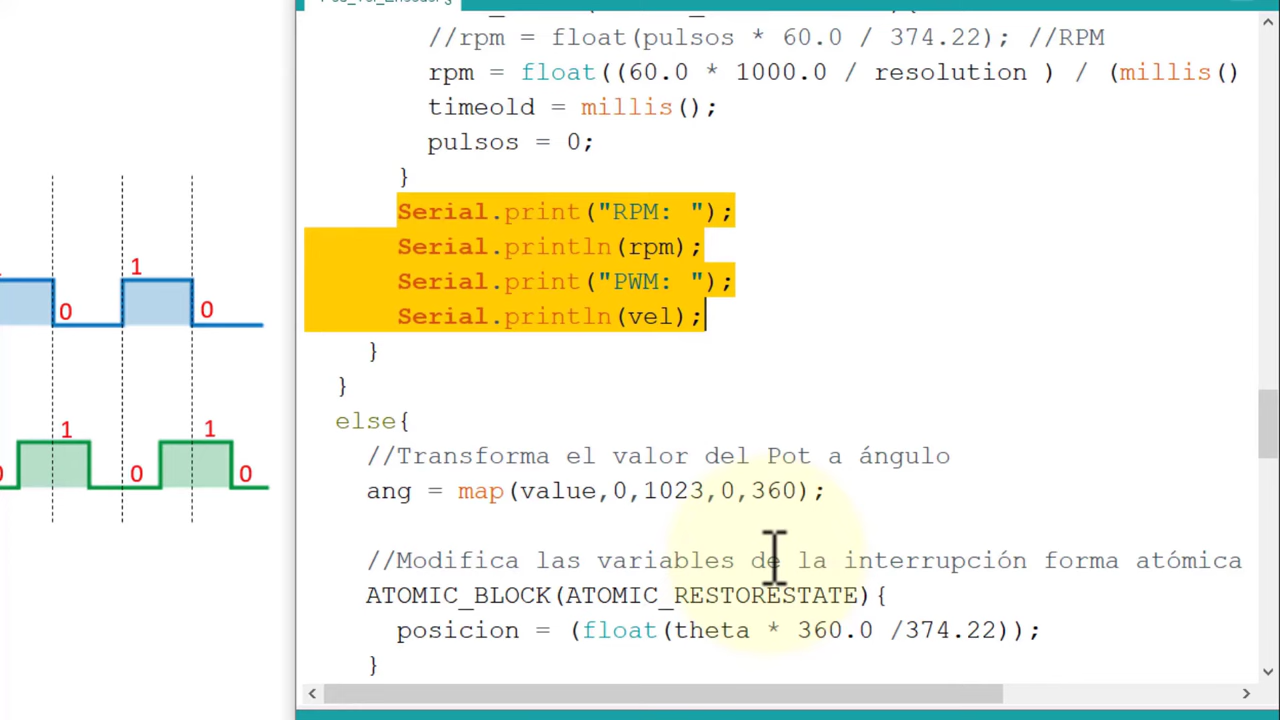 //rpm = float(pulsos * 60.0 / 374.22); //RPM
rpm = float((60.0 * 1000.0 / resolution ) / (millis()
timeold = millis();
pulsos = 0;
}
Serial.print("RPM: ");
Serial.println(rpm);
Serial.print("PWM: ");
Serial.println(vel);
}
}
else{
//Transforma el valor del Pot a ángulo
ang = map(value,0,1023,0,360);
//Modifica las variables de la interrupción forma atómica
ATOMIC_BLOCK(ATOMIC_RESTORESTATE){
posicion = (float(theta * 360.0 /374.22));
}
1
0
0
1
1
0
0
0